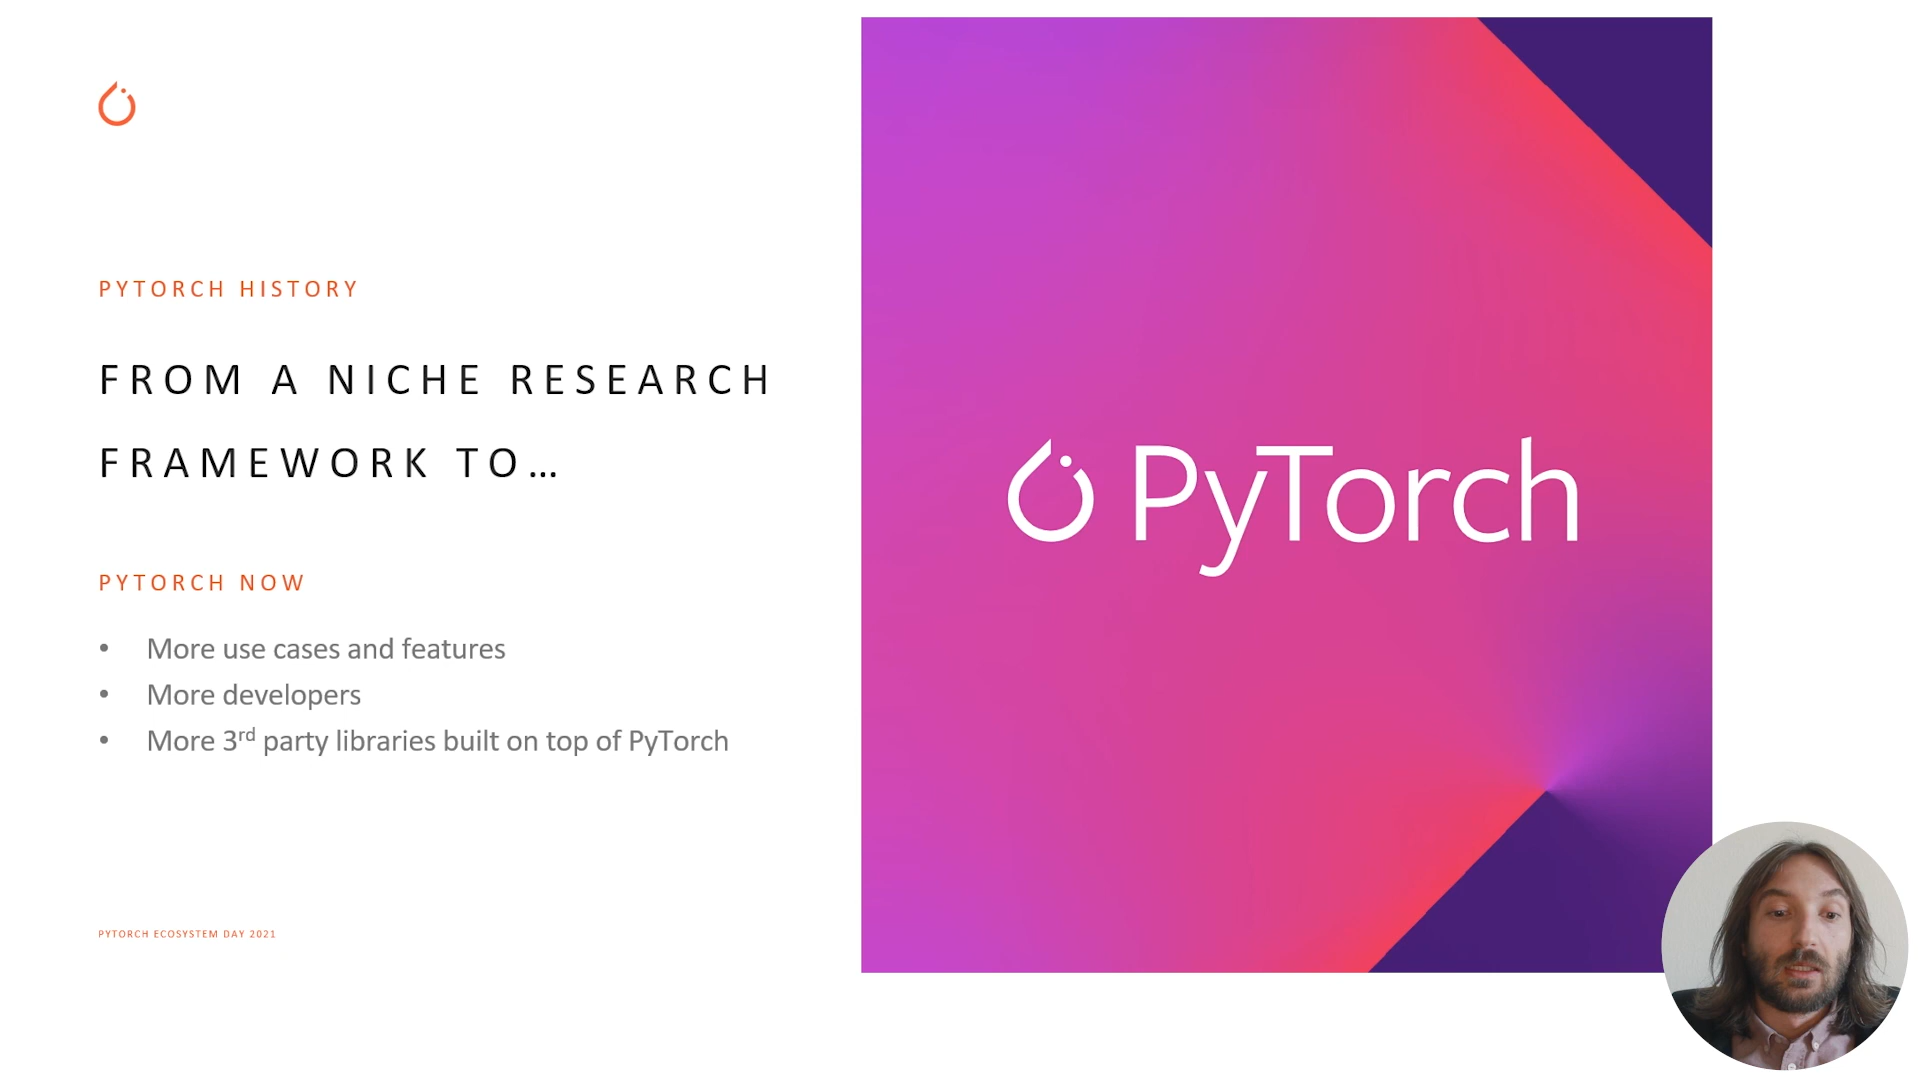 PYTORCH HISTORY
FROM A NICHE RESEARCH
FRAMEWORK TO…
PYTORCH NOW
• More use cases and features
• More developers
• More 3rd party libraries built on top of PyTorch
PYTORCH ECOSYSTEM DAY 2021
PyTorch